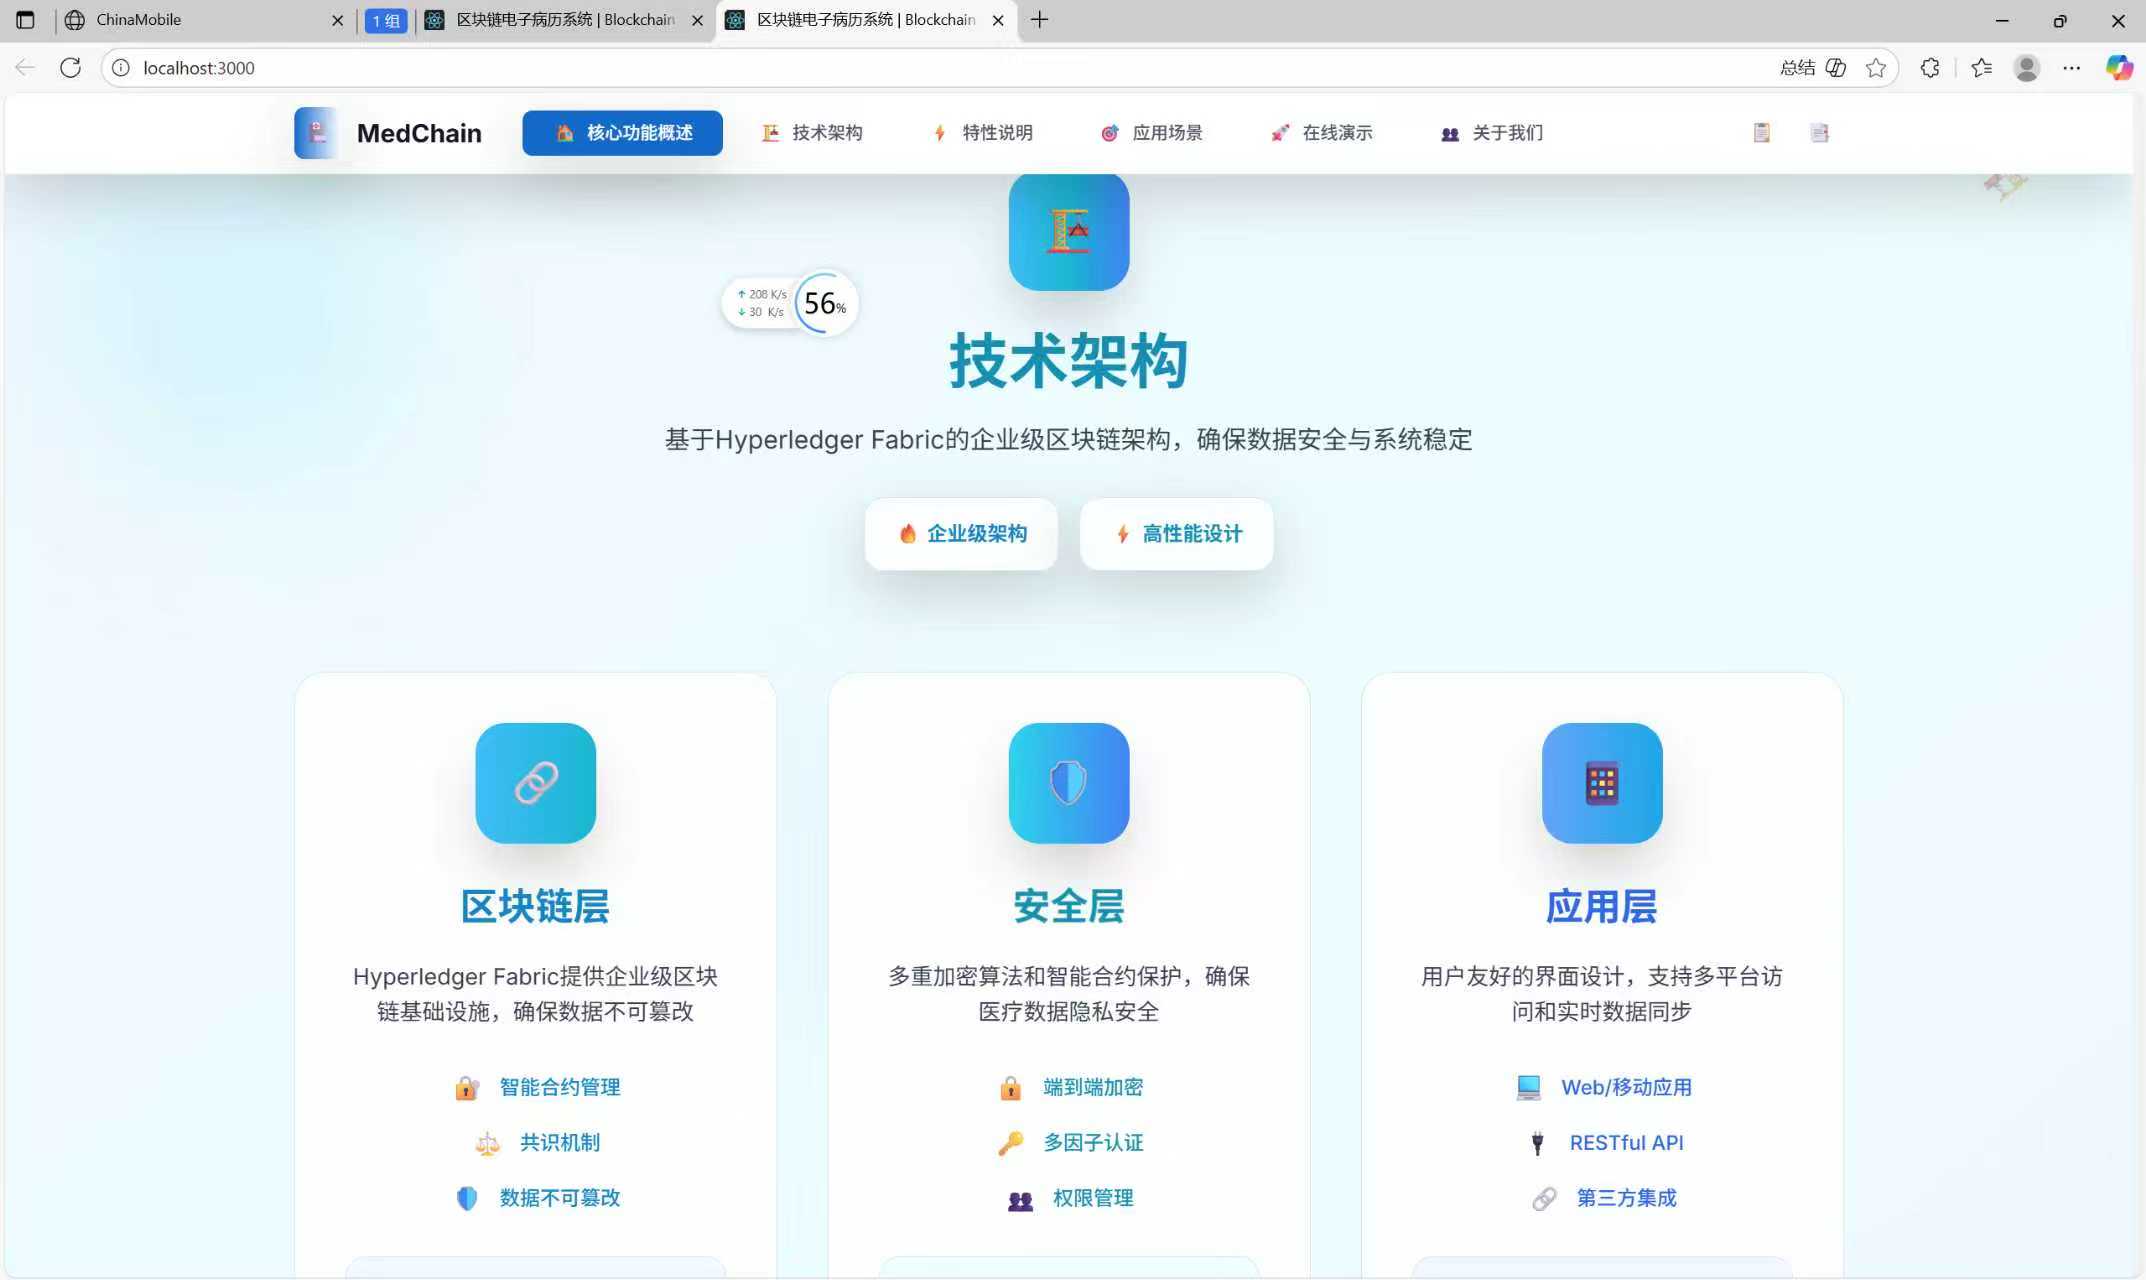 ChinaMobile
1 组
区块链电子病历系统 | Blockchain
区块链电子病历系统 | Blockchain
localhost:3000
总结
MedChain
核心功能概述
技术架构
特性说明
应用场景
在线演示
关于我们
↑ 208 K/s
↓ 30 K/s
56%
技术架构
基于Hyperledger Fabric的企业级区块链架构，确保数据安全与系统稳定
企业级架构
高性能设计
区块链层
Hyperledger Fabric提供企业级区块
链基础设施，确保数据不可篡改
智能合约管理
共识机制
数据不可篡改
安全层
多重加密算法和智能合约保护，确保
医疗数据隐私安全
端到端加密
多因子认证
权限管理
应用层
用户友好的界面设计，支持多平台访
问和实时数据同步
Web/移动应用
RESTful API
第三方集成